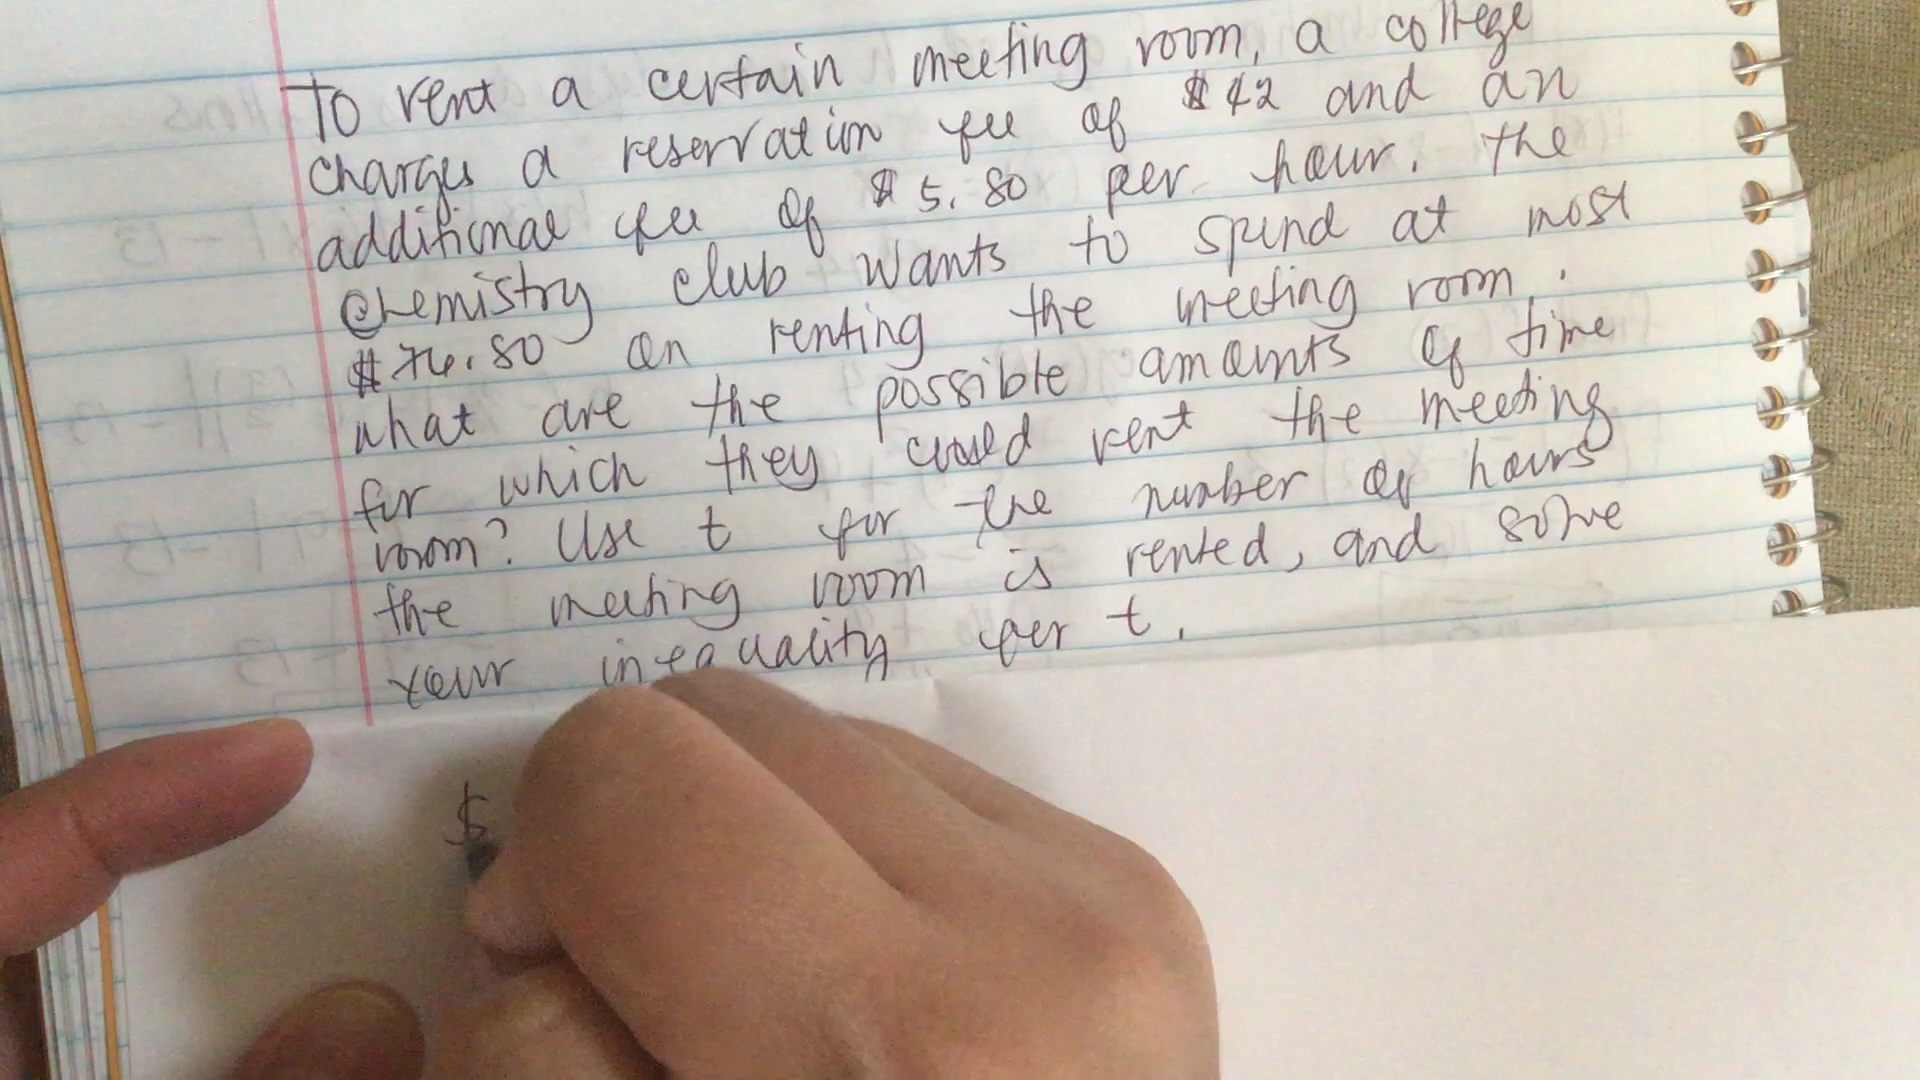 To rent a certain meeting room, a college
charges a reservation fee of $42 and an
additional fee of $5.80 per hour. The
Chemistry club wants to spend at most
$76.80 on renting the meeting room.
what are the possible amounts of time
for which they could rent the meeting
room? Use t for the number of hours
the meeting room is rented, and solve
your inequality for t.
$